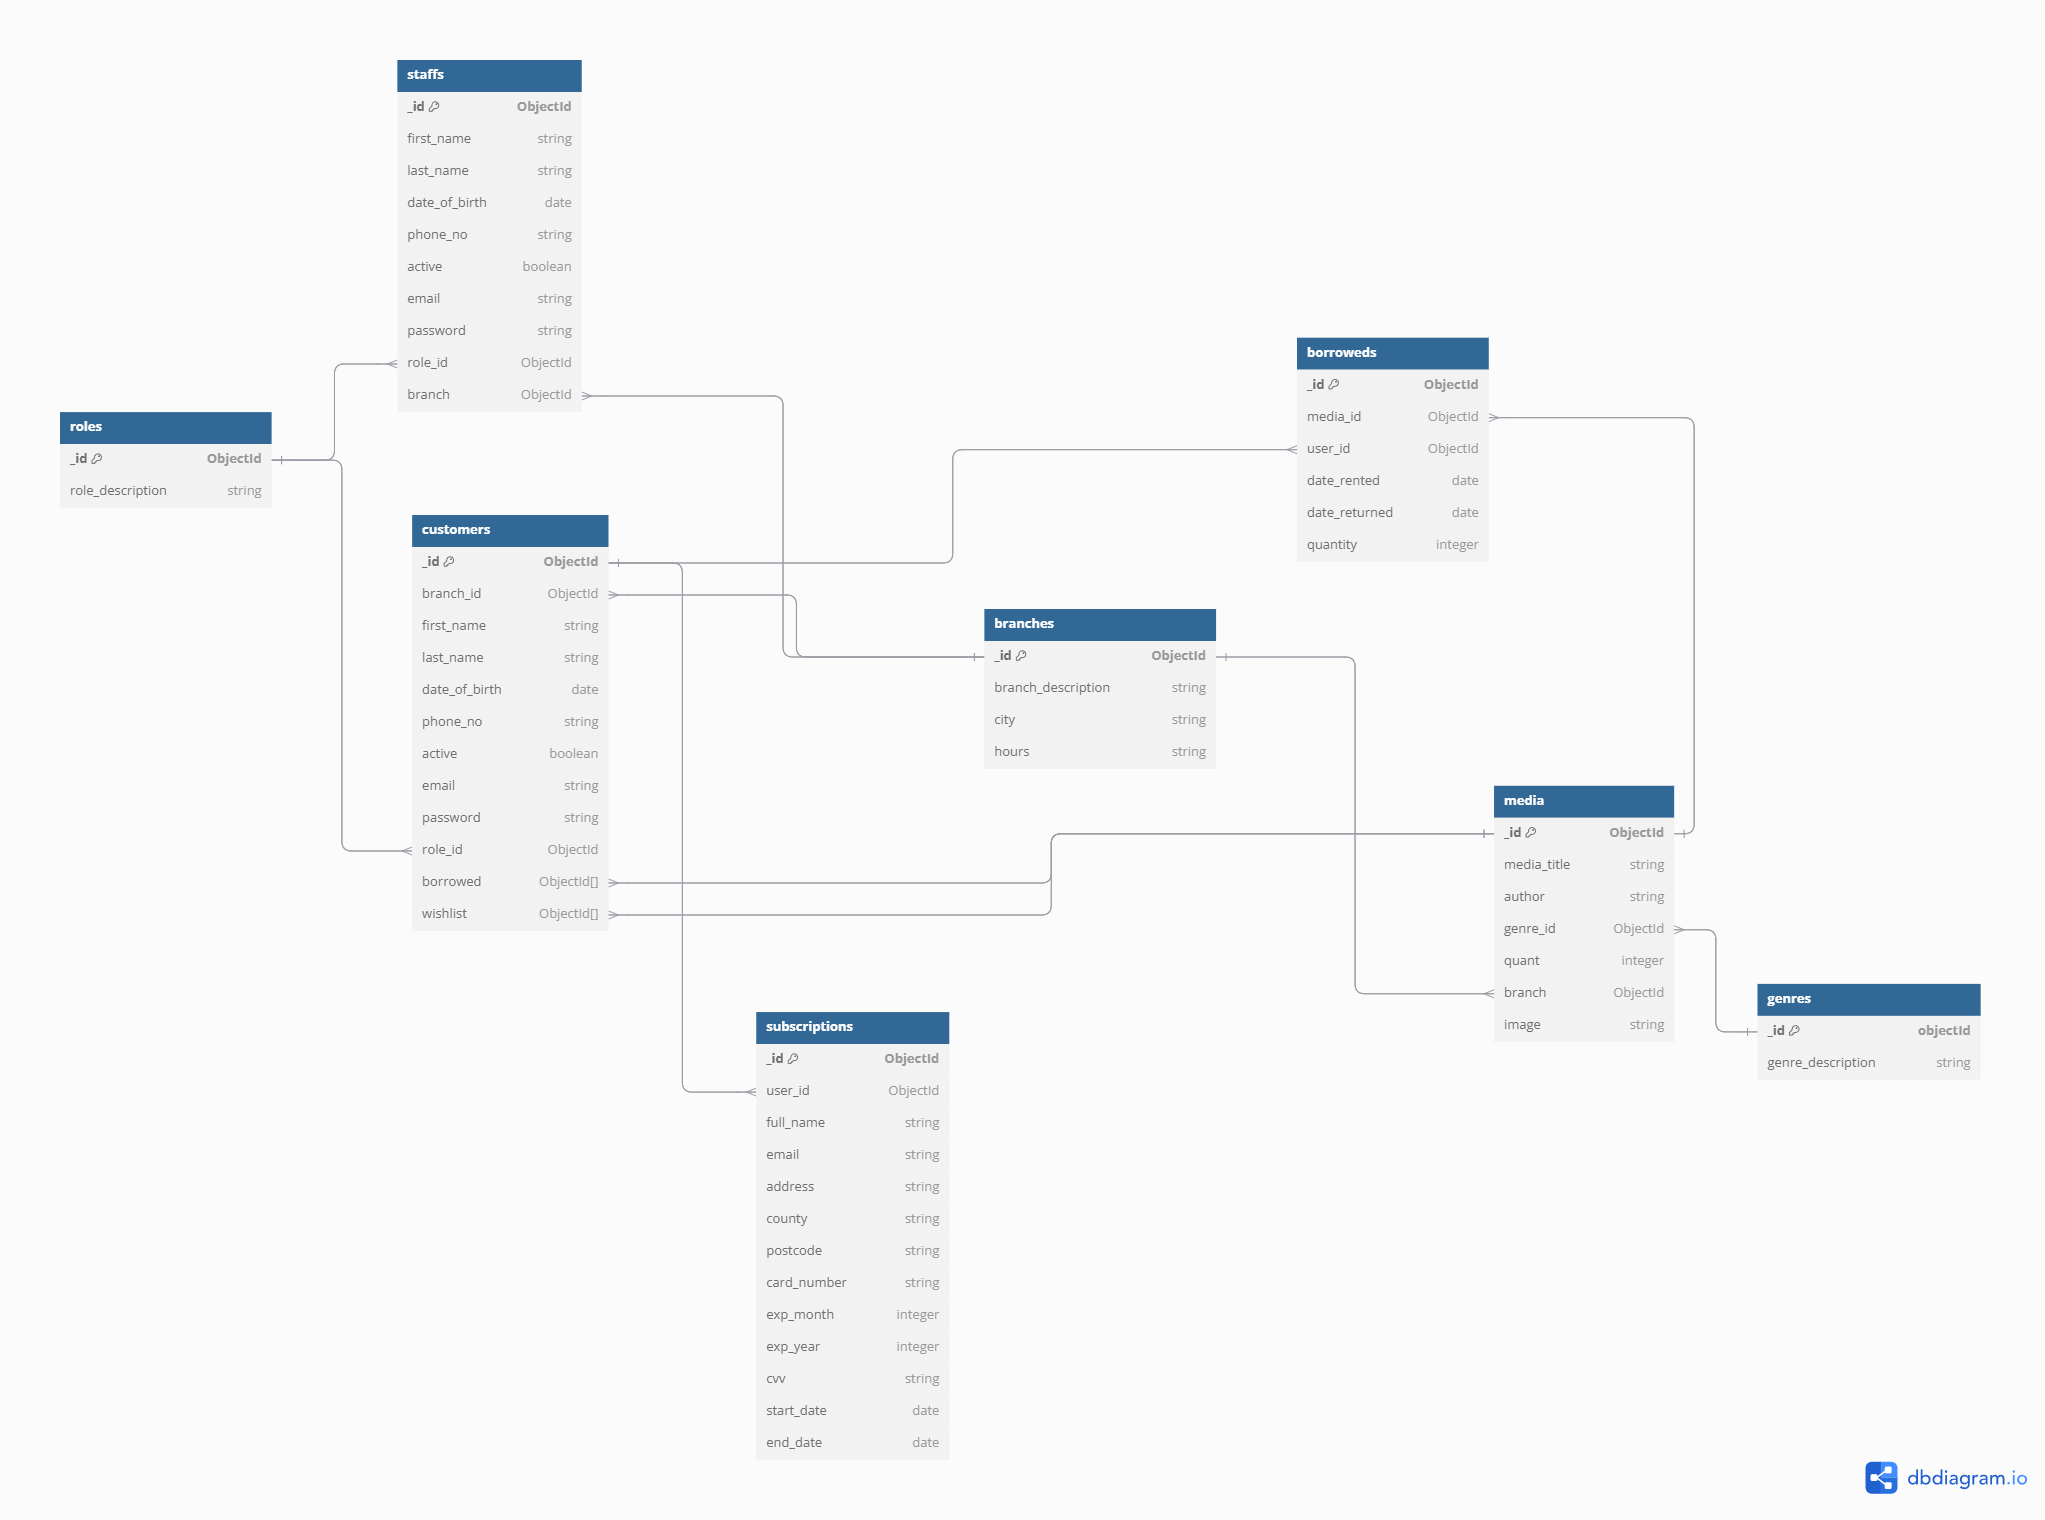 staffs
_id ObjectId
first_name string
last_name string
date_of_birth date
phone_no string
active boolean
email string
password string
role_id ObjectId
branch ObjectId
roles
_id ObjectId
role_description string
customers
_id ObjectId
branch_id ObjectId
first_name string
last_name string
date_of_birth date
phone_no string
active boolean
email string
password string
role_id ObjectId
borrowed ObjectId[]
wishlist ObjectId[]
borroweds
_id ObjectId
media_id ObjectId
user_id ObjectId
date_rented date
date_returned date
quantity integer
branches
_id ObjectId
branch_description string
city string
hours string
media
_id ObjectId
media_title string
author string
genre_id ObjectId
quant integer
branch ObjectId
image string
genres
_id objectId
genre_description string
subscriptions
_id ObjectId
user_id ObjectId
full_name string
email string
address string
county string
postcode string
card_number string
exp_month integer
exp_year integer
cvv string
start_date date
end_date date
dbdiagram.io